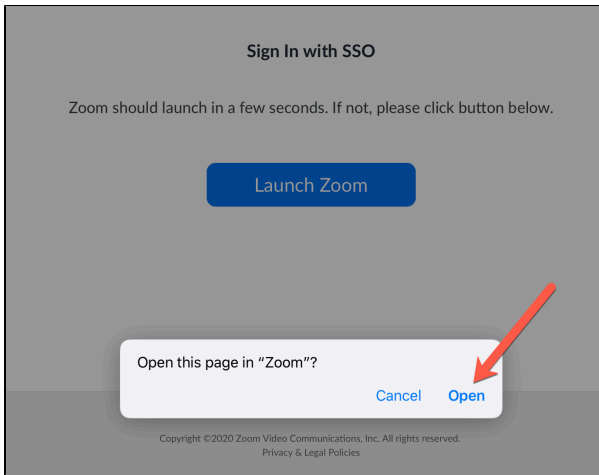 Sign In with SSO
Zoom should launch in a few seconds. If not, please click button below.
Launch Zoom
Open this page in “Zoom”?
Cancel Open
Copyright ©2020 Zoom Video Communications, Inc. All rights reserved.
Privacy & Legal Policies